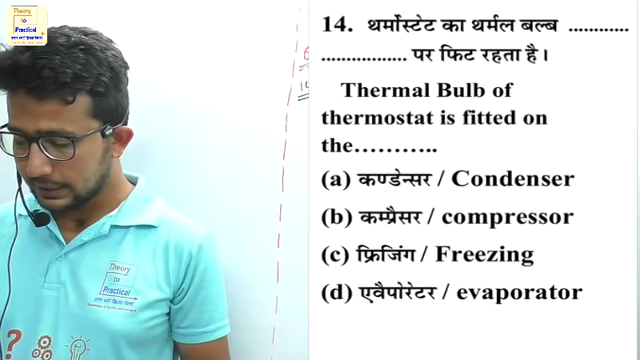 Theory
to
Practical
14. थर्मोस्टेट का थर्मल बल्ब ............
................. पर फिट रहता है।
Thermal Bulb of
thermostat is fitted on
the………..
(a) कण्डेन्सर / Condenser
(b) कम्प्रैसर / compressor
(c) फ्रिजिंग / Freezing
(d) एवैपोरेटर / evaporator
Theory
to
Practical